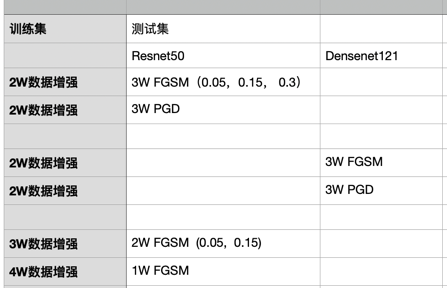 训练集 测试集
Resnet50 Densenet121
2W数据增强 3W FGSM（0.05，0.15， 0.3）
2W数据增强 3W PGD
2W数据增强 3W FGSM
2W数据增强 3W PGD
3W数据增强 2W FGSM (0.05，0.15)
4W数据增强 1W FGSM